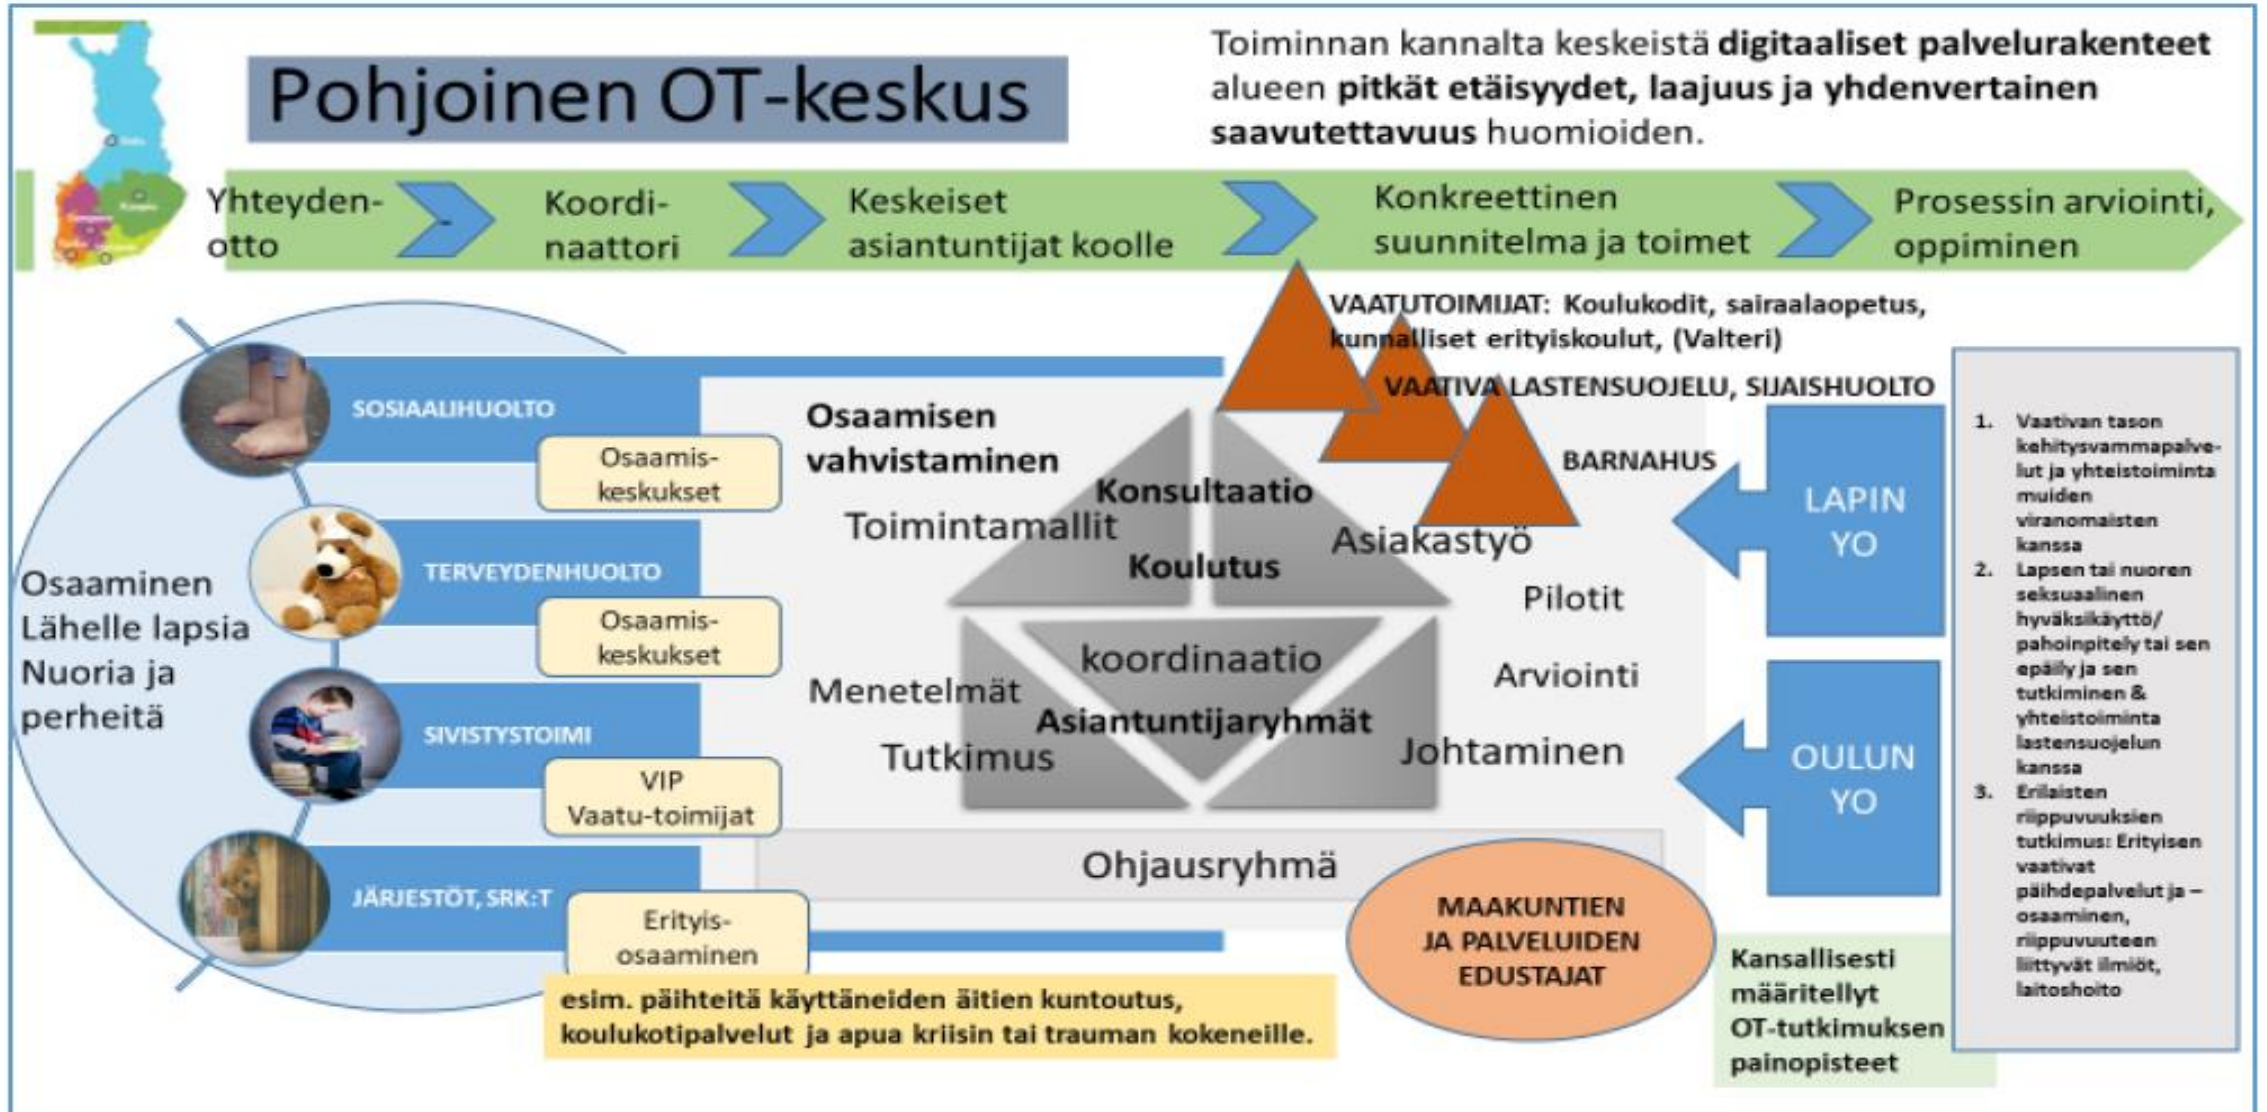 Pohjoinen OT-keskus
Toiminnan kannalta keskeistä digitaaliset palvelurakenteet
alueen pitkät etäisyydet, laajuus ja yhdenvertainen
saavutettavuus huomioiden.
Yhteyden-
otto
-
Koordi-
naattori
Keskeiset
asiantuntijat koolle
Konkreettinen
suunnitelma ja toimet
Prosessin arviointi,
oppiminen
VAATUTOIMIJAT: Koulukodit, sairaalaopetus,
kunnalliset erityiskoulut, (Valteri)
VAATIVA LASTENSUOJELU, SIJAISHUOLTO
BARNAHUS
Osaaminen
Lähelle lapsia
Nuoria ja
perheitä
SOSIAALIHUOLTO
Osaamis-
keskukset
TERVEYDENHUOLTO
Osaamis-
keskukset
SIVISTYSTOIMI
VIP
Vaatu-toimijat
JÄRJESTÖT, SRK:T
Erityis-
osaaminen
esim. päihteitä käyttäneiden äitien kuntoutus,
koulukotipalvelut ja apua kriisin tai trauman kokeneille.
Osaamisen
vahvistaminen
Konsultaatio
Toimintamallit
Asiakastyö
Koulutus
Pilotit
koordinaatio
Arviointi
Menetelmät
Asiantuntijaryhmät
Tutkimus
Johtaminen
Ohjausryhmä
MAAKUNTIEN
JA PALVELUIDEN
EDUSTAJAT
LAPIN
YO
OULUN
YO
Kansallisesti
määritellyt
OT-tutkimuksen
painopisteet
1. Vaativan tason
kehitysvammapalve-
lut ja yhteistoiminta
muiden
viranomaisten
kanssa
2. Lapsen tai nuoren
seksuaalinen
hyväksikäyttö/
pahoinpitely tai sen
epäily ja sen
tutkiminen &
yhteistoiminta
lastensuojelun
kanssa
3. Erilaisten
riippuvuuksien
tutkimus: Erityisen
vaativat
päihdepalvelut ja –
osaaminen,
riippuvuuteen
liittyvät ilmiöt,
laitoshoito